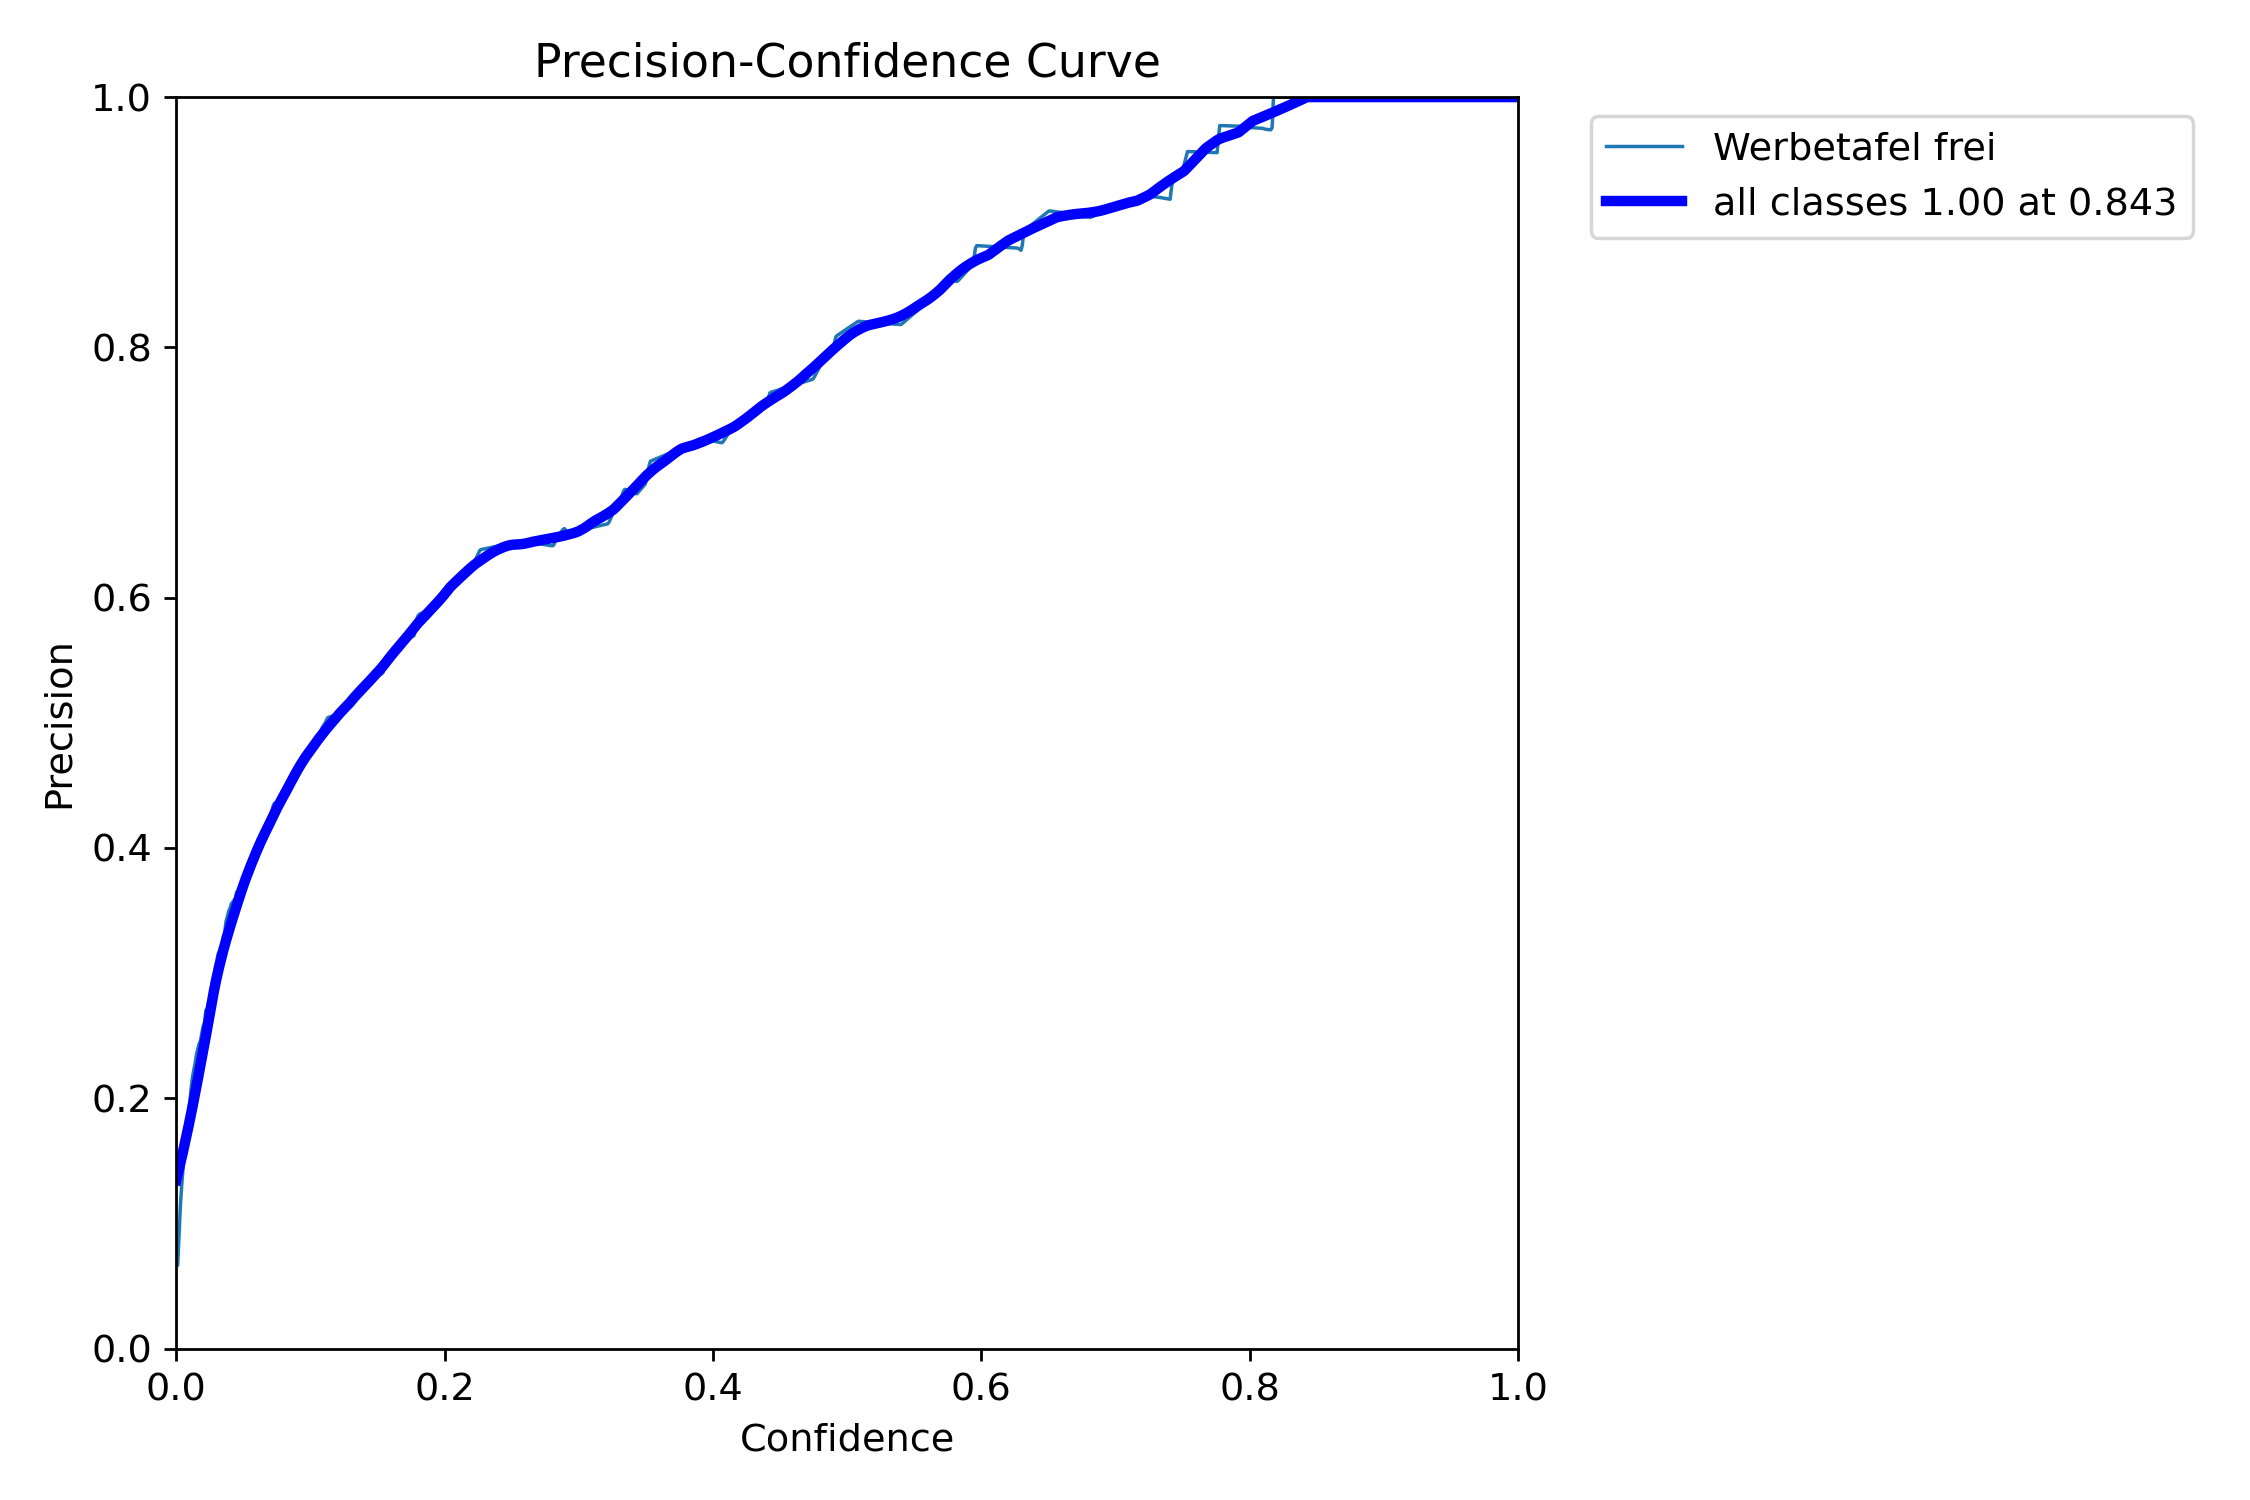 Precision-Confidence Curve
1.0
0.8
0.6
0.4
0.2
0.0
Precision
0.0 0.2 0.4 0.6 0.8 1.0
Confidence
Werbetafel frei
all classes 1.00 at 0.843